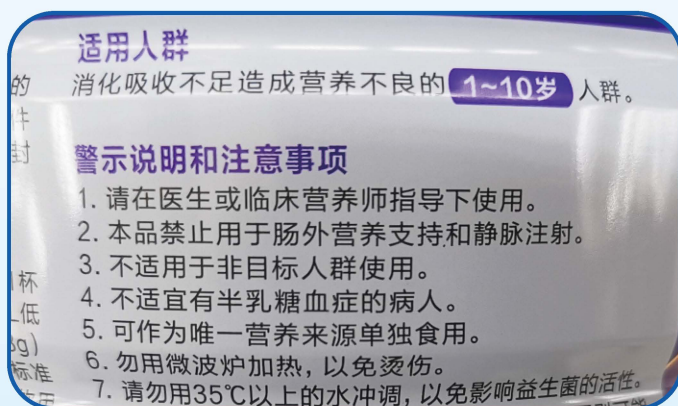 适用人群
消化吸收不足造成营养不良的 1~10岁 人群。
警示说明和注意事项
1. 请在医生或临床营养师指导下使用。
2. 本品禁止用于肠外营养支持和静脉注射。
3. 不适用于非目标人群使用。
4. 不适宜有半乳糖血症的病人。
5. 可作为唯一营养来源单独食用。
6. 勿用微波炉加热，以免烫伤。
7. 请勿用35℃以上的水冲调，以免影响益生菌的活性。
的
件
封
杯
低
g)
标准